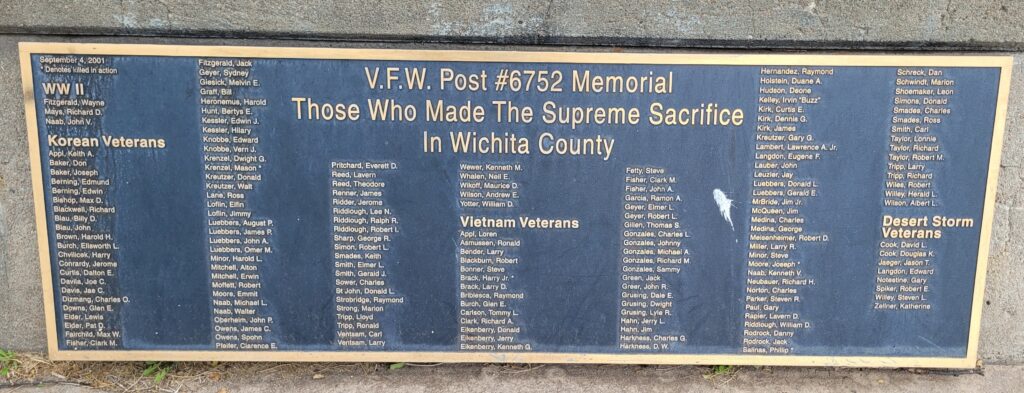 September 4, 2001
* Denotes killed in action
WW II
Fitzgerald, Wayne
Mays, Richard D.
Naab, John V.
Korean Veterans
Appl, Keith A.
Baker, Don
Baker, Joseph
Berning, Edmund
Berning, Edwin
Bishop, Max D.
Blackwell, Richard
Blau, Billy D.
Blau, John
Brown, Harold H.
Burch, Ellsworth L.
Chvilicek, Harry
Conrardy, Jerome
Curtis, Dalton E.
Davila, Joe C.
Davis, Jae C.
Dizmang, Charles O.
Downs, Glen E.
Elder, Lewis
Elder, Pat D.
Fairchild, Max W.
Fisher, Clark M.
Fitzgerald, Jack
Geyer, Sydney
Giesick, Melvin E.
Graff, Bill
Heronemus, Harold
Hunt, Bertys E.
Kessler, Edwin J.
Kessler, Hilary
Knobbe, Edward
Knobbe, Vern J.
Krenzel, Dwight G.
Krenzel, Mason *
Kreutzer, Donald
Kreutzer, Walt
Lane, Ross
Loflin, Elfin
Loflin, Jimmy
Luebbers, August P.
Luebbers, James P.
Luebbers, John A.
Luebbers, Omer M.
Minor, Harold L.
Mitchell, Alton
Mitchell, Erwin
Moffett, Robert
Moore, Emmil
Naab, Michael L.
Naab, Walter
Oberheim, John P.
Owens, James C.
Owens, Spohn
Pfeifer, Clarence E.
V.F.W. Post #6752 Memorial
Those Who Made The Supreme Sacrifice
In Wichita County
Pritchard, Everett D.
Reed, Lavern
Reed, Theodore
Renner, James
Ridder, Jerome
Riddlough, Lee N.
Riddlough, Ralph R.
Riddlough, Robert I.
Sharp, George R.
Simon, Robert L.
Smades, Keith
Smith, Elmer L.
Smith, Gerald J.
Sower, Charles
St John, Donald L.
Strobridge, Raymond
Strong, Marion
Tripp, Lloyd
Tripp, Ronald
Ventsam, Carl
Ventsam, Larry
Wewer, Kenneth M.
Whalen, Neil E.
Wikoff, Maurice D.
Wilson, Andrew E.
Yotter, William D.
Vietnam Veterans
Appl, Loren
Asmussen, Ronald
Bender, Larry
Blackburn, Robert
Bonner, Steve
Brack, Harry Jr. *
Brack, Larry D.
Bribiesca, Raymond
Burch, Glen E.
Carlson, Tommy L.
Clark, Richard A.
Eikenberry, Donald
Eikenberry, Jerry
Eikenberry, Kenneth G.
Fetty, Steve
Fisher, Clark M.
Fisher, John A.
Garcia, Ramon A.
Geyer, Elmer L.
Geyer, Robert L.
Gillen, Thomas S.
Gonzales, Charles L.
Gonzales, Johnny
Gonzales, Michael A.
Gonzales, Richard M.
Gonzales, Sammy
Green, Jack
Greer, John R.
Grusing, Dale E.
Grusing, Dwight
Grusing, Lyle R.
Hahn, Jerry L.
Hahn, Jim
Harkness, Charles G.
Harkness, D. W.
Hernandez, Raymond
Holstein, Duane A.
Hudson, Deone
Kelley, Irvin "Buzz"
Kirk, Curtis E.
Kirk, Dennis G.
Kirk, James
Kreutzer, Gary G.
Lambert, Lawrence A. Jr.
Langdon, Eugene F.
Lauber, John
Leuzler, Jay
Luebbers, Donald L.
Luebbers, Gerald E.
McBride, Jim Jr.
McQueen, Jim
Medina, Charles
Medina, George
Meisenheimer, Robert D.
Miller, Larry R.
Minor, Steve
Moore, Joseph *
Naab, Kenneth V.
Neubauer, Richard H.
Norton, Charles
Parker, Steven R.
Paul, Gary
Rapier, Lavern D.
Riddlough, William D.
Rodrock, Danny
Rodrock, Jack
Salinas, Phillip *
Schreck, Dan
Schwindt, Marion
Shoemaker, Leon
Simons, Donald
Smades, Charles
Smades, Ross
Smith, Carl
Taylor, Lonnie
Taylor, Richard
Taylor, Robert M.
Tripp, Larry
Tripp, Richard
Wiles, Robert
Willey, Herald L.
Wilson, Albert L.
Desert Storm
Veterans
Cook, David L.
Cook, Douglas K.
Jaeger, Jason T.
Langdon, Edward
Notestine, Gary
Spiker, Robert E.
Willey, Steven L.
Zellner, Katherine